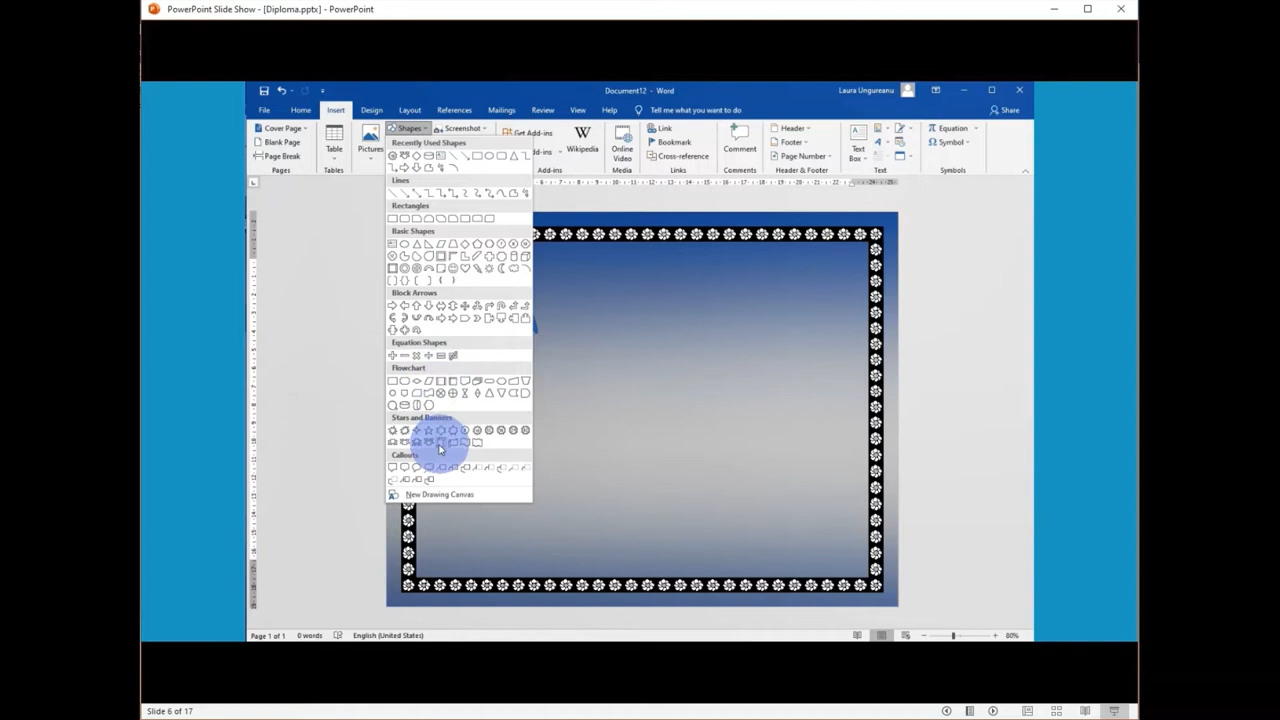 PowerPoint Slide Show - [Diploma.pptx] - PowerPoint
Document12 - Word
Laura Ungureanu
File Home Insert Design Layout References Mailings Review View Help Tell me what you want to do Share
Cover Page
Blank Page
Page Break
Pages
Table
Tables
Pictures
Shapes
Screenshot
Get Add-ins
Add-ins
Wikipedia
Online
Video
Media
Link
Bookmark
Cross-reference
Links
Comment
Comments
Header
Footer
Page Number
Header & Footer
Text
Box
Text
Equation
Symbol
Symbols
Recently Used Shapes
Lines
Rectangles
Basic Shapes
Block Arrows
Equation Shapes
Flowchart
Stars and Banners
Callouts
New Drawing Canvas
Page 1 of 1 0 words English (United States) 80%
Slide 6 of 17